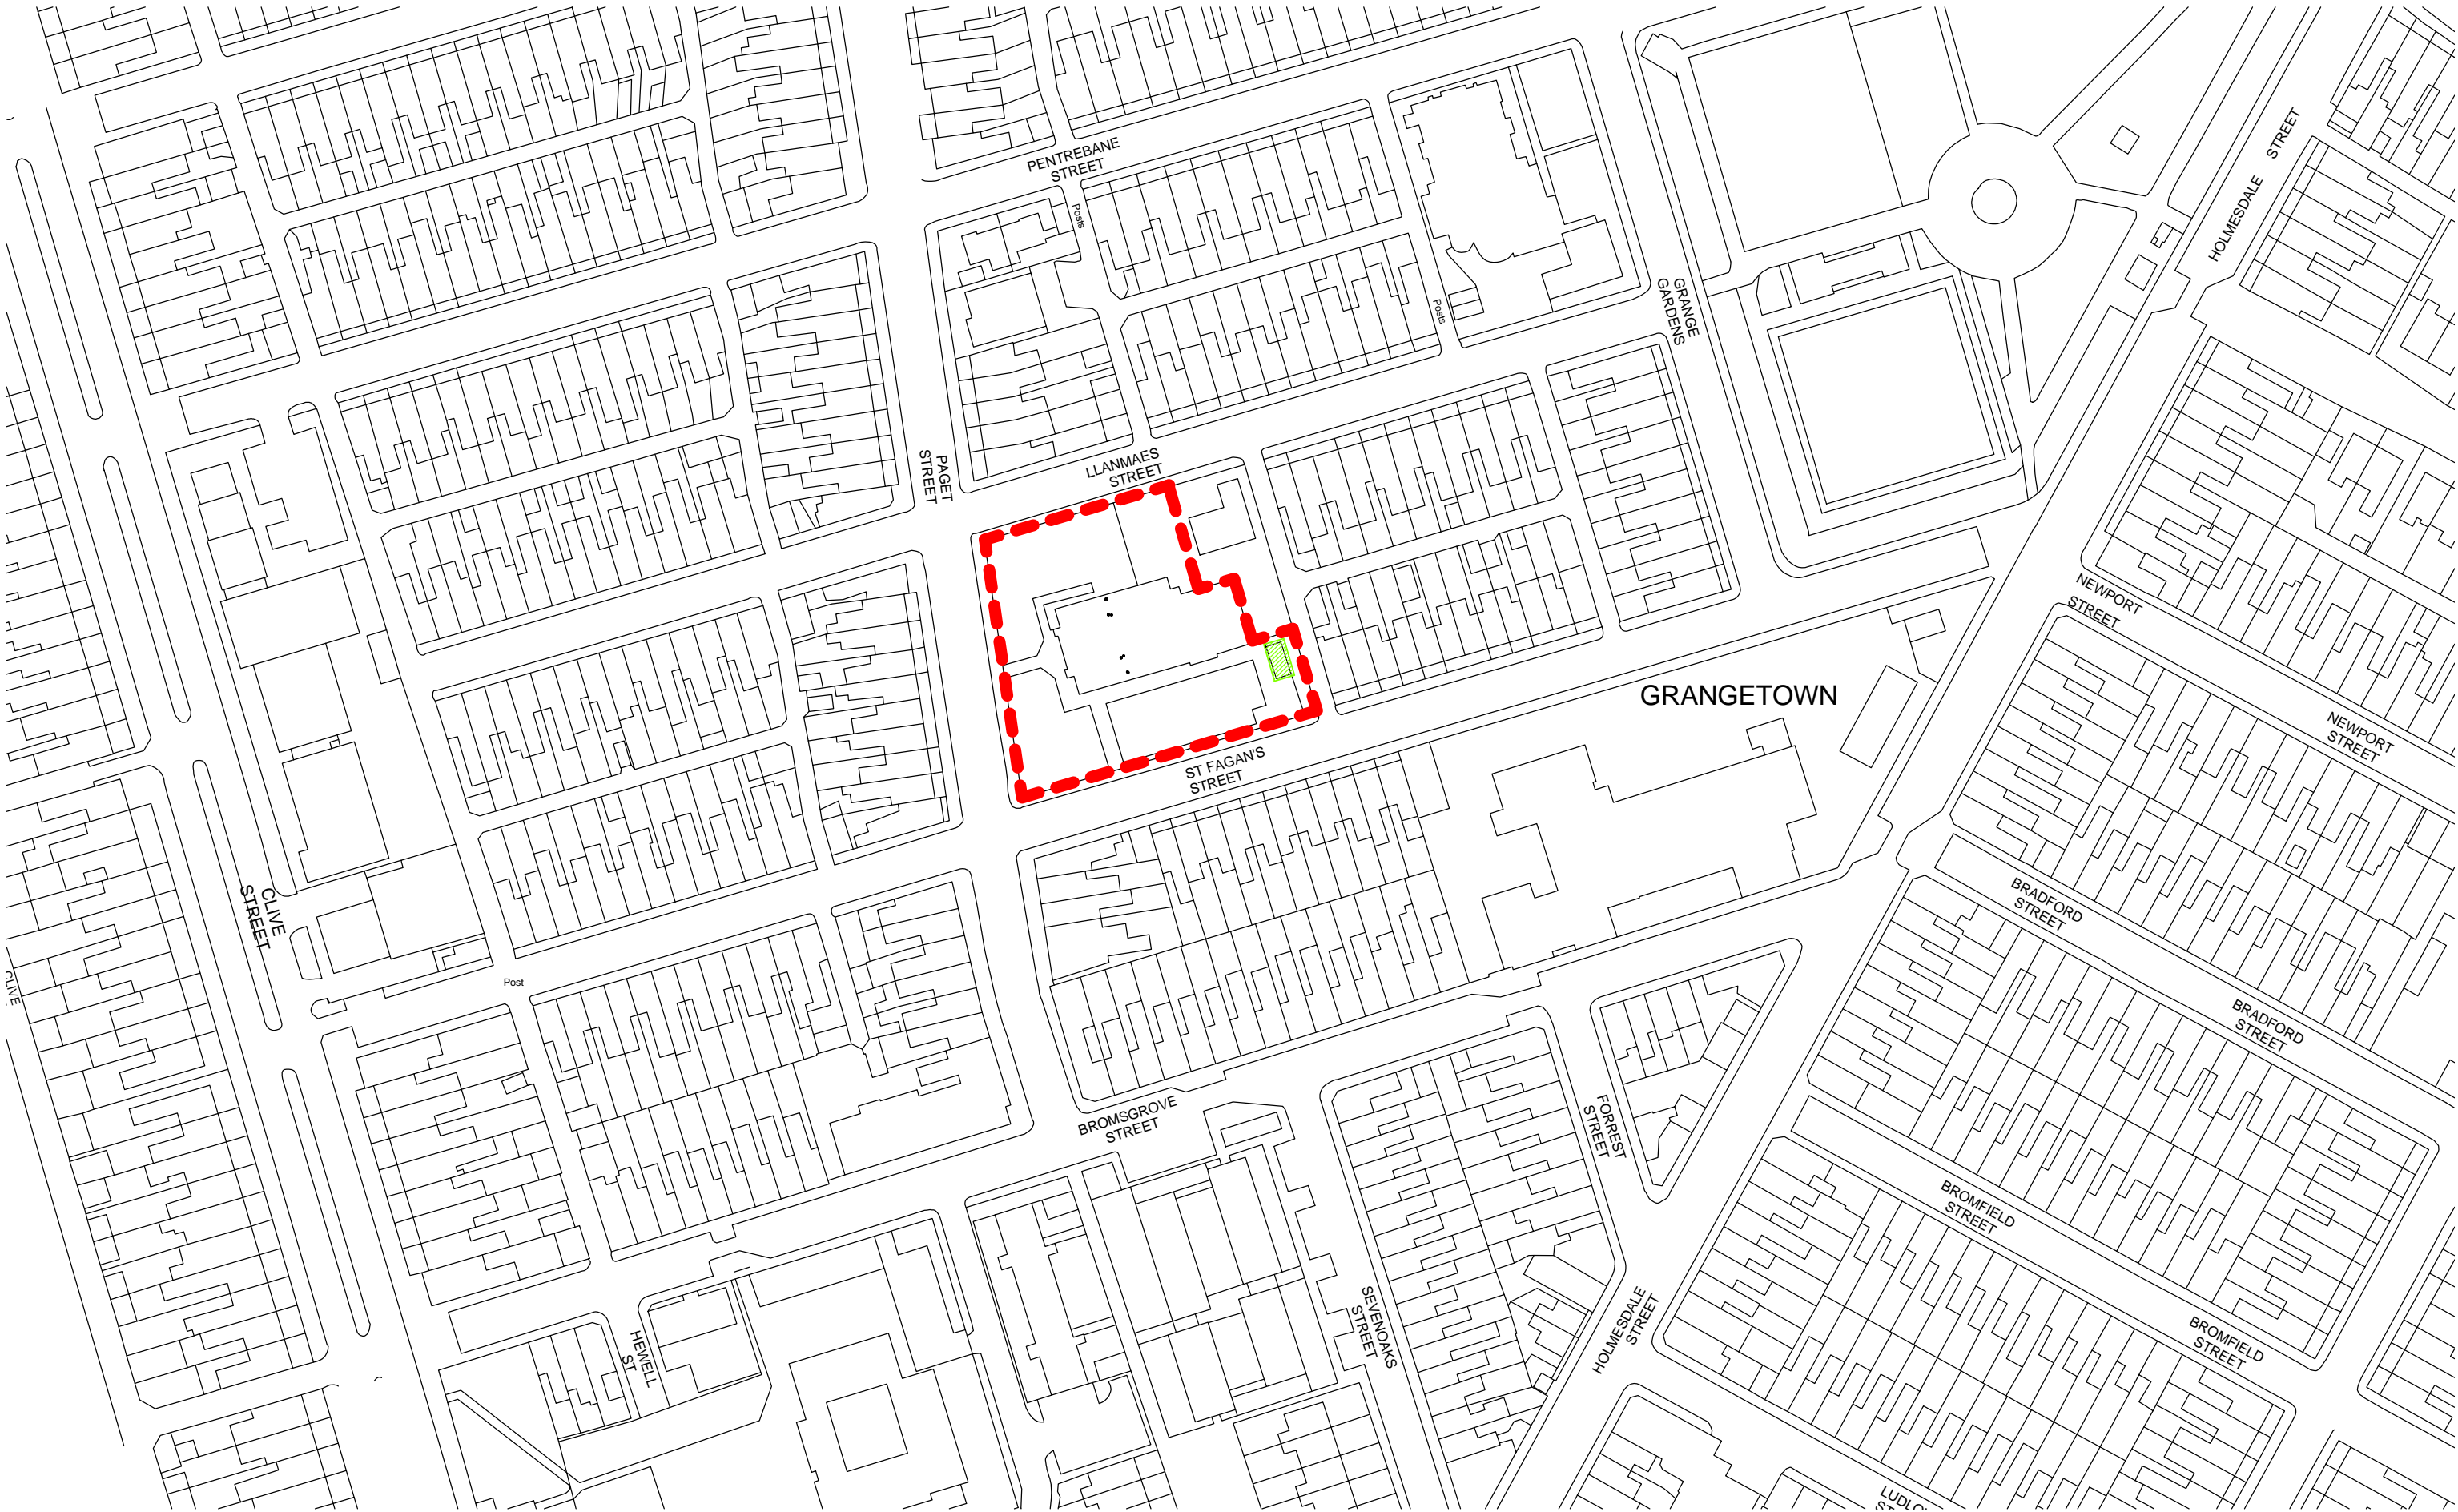 PENTREBANE
STREET
Posts
HOLMESDALE
STREET
GRANGE
GARDENS
Posts
PAGET
STREET
LLANMAES
STREET
NEWPORT
STREET
GRANGETOWN
NEWPORT
STREET
ST FAGAN'S
STREET
CLIVE
STREET
BRADFORD
STREET
CLIVE
Post
BRADFORD
STREET
BROMSGROVE
STREET
FORREST
STREET
BROMFIELD
STREET
SEVENOAKS
STREET
HOLMESDALE
STREET
HEWELL
ST
BROMFIELD
STREET